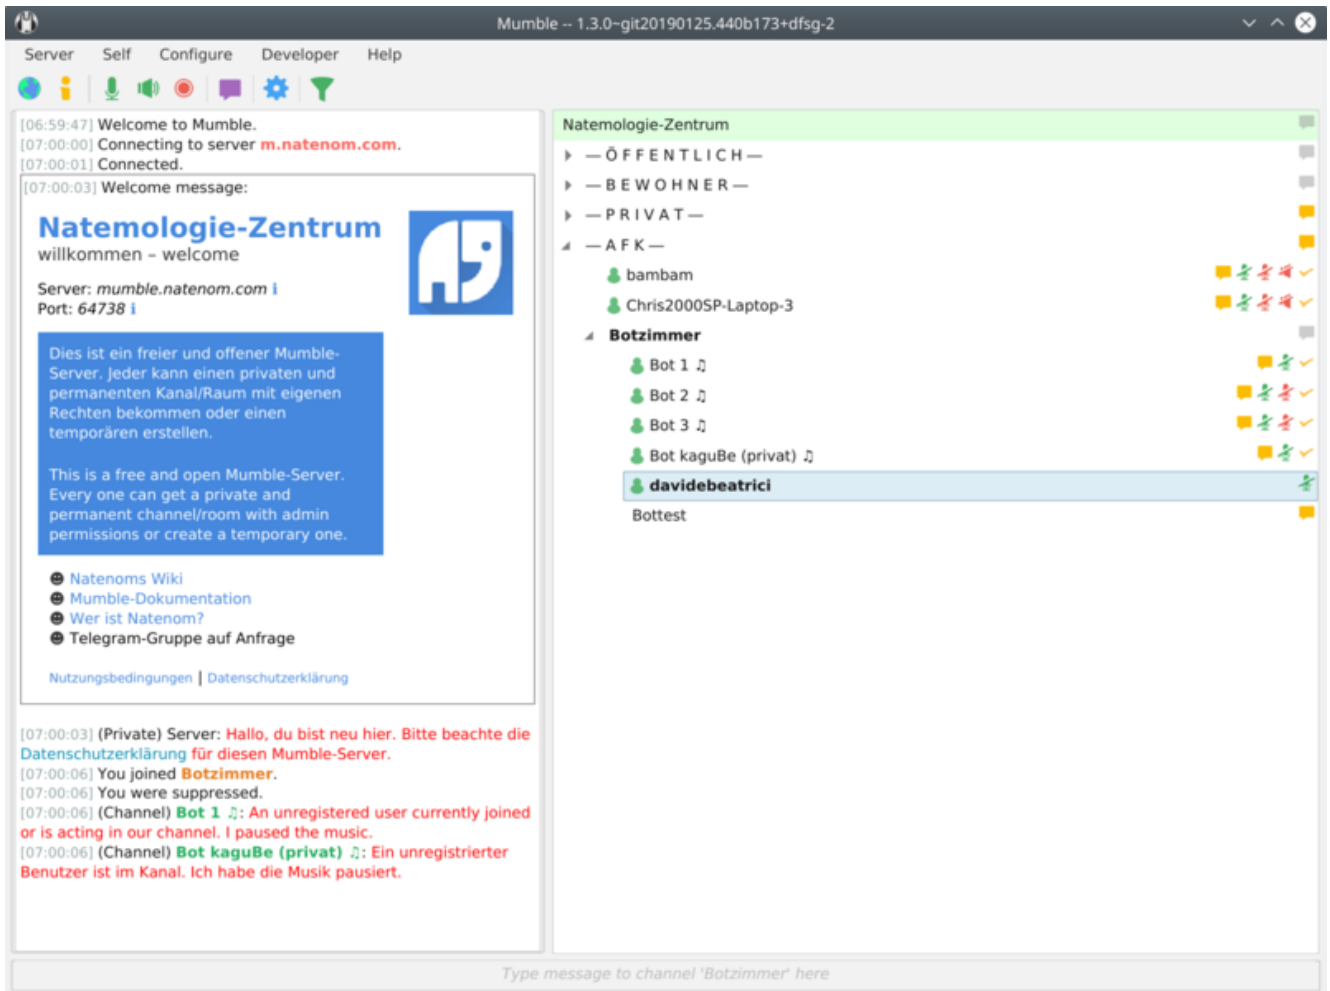 Mumble -- 1.3.0~git20190125.440b173+dfsg-2
Server Self Configure Developer Help
[06:59:47] Welcome to Mumble.
[07:00:00] Connecting to server m.natenom.com.
[07:00:01] Connected.
[07:00:03] Welcome message:
Natemologie-Zentrum
willkommen – welcome
Server: mumble.natenom.com i
Port: 64738 i
Dies ist ein freier und offener Mumble-
Server. Jeder kann einen privaten und
permanenten Kanal/Raum mit eigenen
Rechten bekommen oder einen
temporären erstellen.
This is a free and open Mumble-Server.
Every one can get a private and
permanent channel/room with admin
permissions or create a temporary one.
Natenoms Wiki
Mumble-Dokumentation
Wer ist Natenom?
Telegram-Gruppe auf Anfrage
Nutzungsbedingungen | Datenschutzerklärung
[07:00:03] (Private) Server: Hallo, du bist neu hier. Bitte beachte die
Datenschutzerklärung für diesen Mumble-Server.
[07:00:06] You joined Botzimmer.
[07:00:06] You were suppressed.
[07:00:06] (Channel) Bot 1 ♫: An unregistered user currently joined
or is acting in our channel. I paused the music.
[07:00:06] (Channel) Bot kaguBe (privat) ♫: Ein unregistrierter
Benutzer ist im Kanal. Ich habe die Musik pausiert.
Natemologie-Zentrum
— Ö F F E N T L I C H —
— B E W O H N E R —
— P R I V A T —
— A F K —
bambam
Chris2000SP-Laptop-3
Botzimmer
Bot 1 ♫
Bot 2 ♫
Bot 3 ♫
Bot kaguBe (privat) ♫
davidebeatrici
Bottest
Type message to channel 'Botzimmer' here